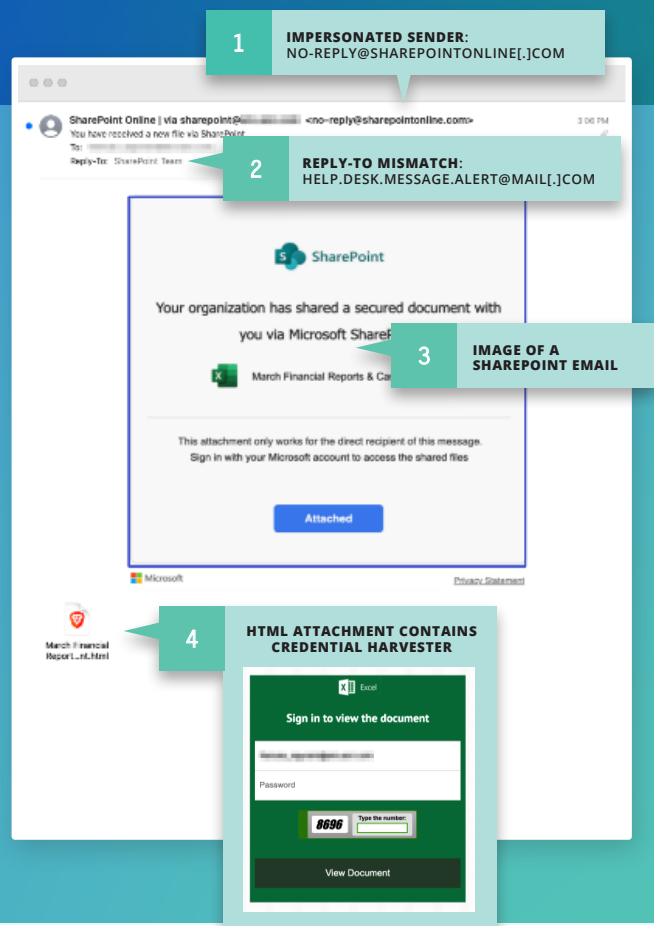 1
IMPERSONATED SENDER:
NO-REPLY@SHAREPOINTONLINE[.]COM
SharePoint Online | via sharepoint@ <no-reply@sharepointonline.com>
3:06 PM
You have received a new file via SharePoint
To:
Reply-To: SharePoint Team
2
REPLY-TO MISMATCH:
HELP.DESK.MESSAGE.ALERT@MAIL[.]COM
S
SharePoint
Your organization has shared a secured document with
you via Microsoft ShareP
3
IMAGE OF A
SHAREPOINT EMAIL
X
March Financial Reports & Ca
This attachment only works for the direct recipient of this message.
Sign in with your Microsoft account to access the shared files
Attached
Microsoft
Privacy Statement
March Financial
Report...nt.html
4
HTML ATTACHMENT CONTAINS
CREDENTIAL HARVESTER
X Excel
Sign in to view the document
Password
8696
Type the number:
View Document